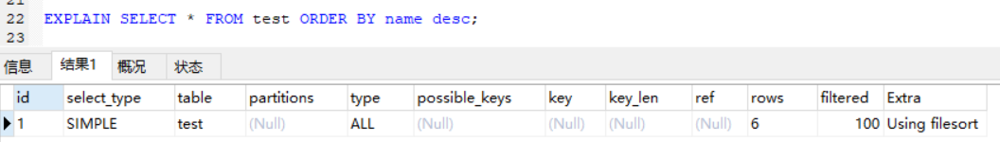 21
22 EXPLAIN SELECT * FROM test ORDER BY name desc;
23
信息 结果1 概况 状态
id select_type table partitions type possible_keys key key_len ref rows filtered Extra
1 SIMPLE test (Null) ALL (Null) (Null) (Null) (Null) 6 100 Using filesort